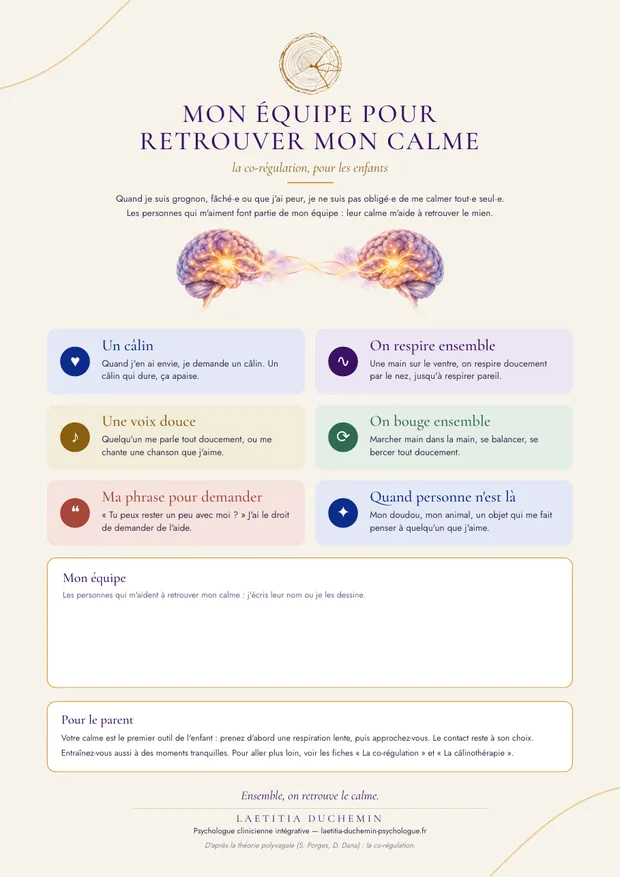 MON ÉQUIPE POUR
RETROUVER MON CALME
la co-régulation, pour les enfants
Quand je suis grognon, fâché·e ou que j'ai peur, je ne suis pas obligé·e de me calmer tout·e seul·e.
Les personnes qui m'aiment font partie de mon équipe : leur calme m'aide à retrouver le mien.
Un câlin
Quand j'en ai envie, je demande un câlin. Un
câlin qui dure, ça apaise.
On respire ensemble
Une main sur le ventre, on respire doucement
par le nez, jusqu'à respirer pareil.
Une voix douce
Quelqu'un me parle tout doucement, ou me
chante une chanson que j'aime.
On bouge ensemble
Marcher main dans la main, se balancer, se
bercer tout doucement.
Ma phrase pour demander
« Tu peux rester un peu avec moi ? » J'ai le droit
de demander de l'aide.
Quand personne n'est là
Mon doudou, mon animal, un objet qui me fait
penser à quelqu'un que j'aime.
Mon équipe
Les personnes qui m'aident à retrouver mon calme : j'écris leur nom ou je les dessine.
Pour le parent
Votre calme est le premier outil de l'enfant : prenez d'abord une respiration lente, puis approchez-vous. Le contact reste à son choix.
Entraînez-vous aussi à des moments tranquilles. Pour aller plus loin, voir les fiches « La co-régulation » et « La câlinothérapie ».
Ensemble, on retrouve le calme.
LAETITIA DUCHEMIN
Psychologue clinicienne intégrative — laetitia-duchemin-psychologue.fr
D'après la théorie polyvagale (S. Porges, D. Dana) : la co-régulation.